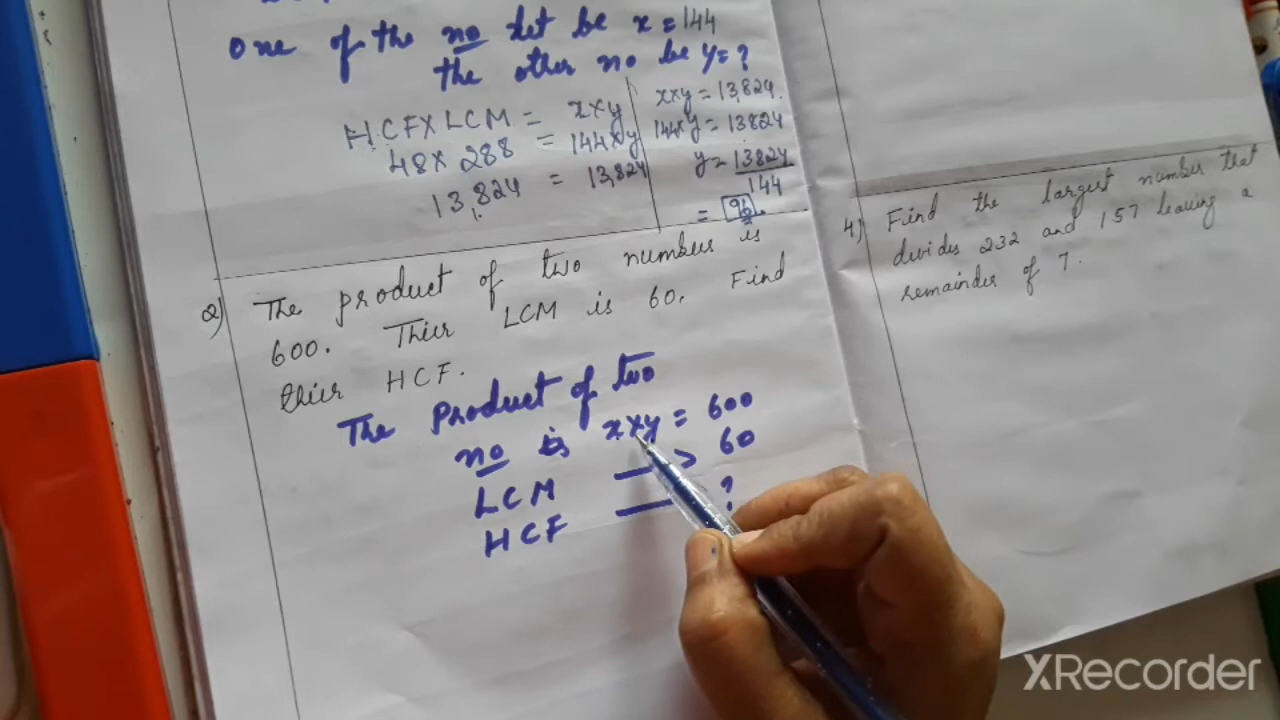 One of the no let be x = 144
the other no be y = ?
HCF X LCM = x x y
48 x 288 = 144 x y
13,824 = 13,824
x x y = 13,824.
144 x y = 13824
y = 13824
144
= 96.
2) The product of two numbers is
600. Thier LCM is 60. Find
thier HCF.
The Product of two
no is x x y = 600
LCM —> 60
HCF — ?
4) Find the largest number that
divides 232 and 157 leaving a
remainder of 7.
XRecorder